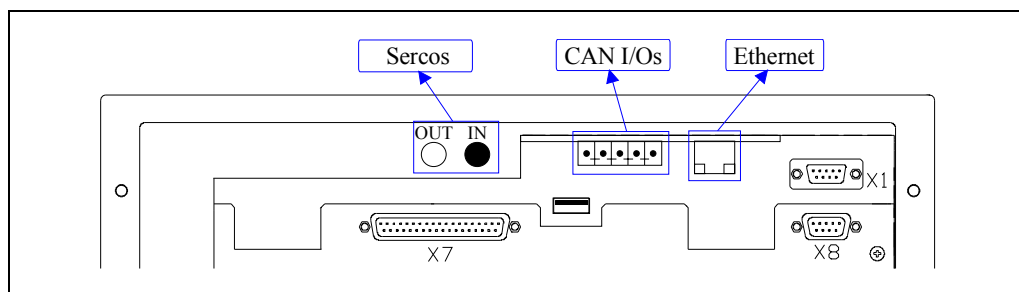 Sercos
CAN I/Os
Ethernet
OUT IN
X1
X7
X8